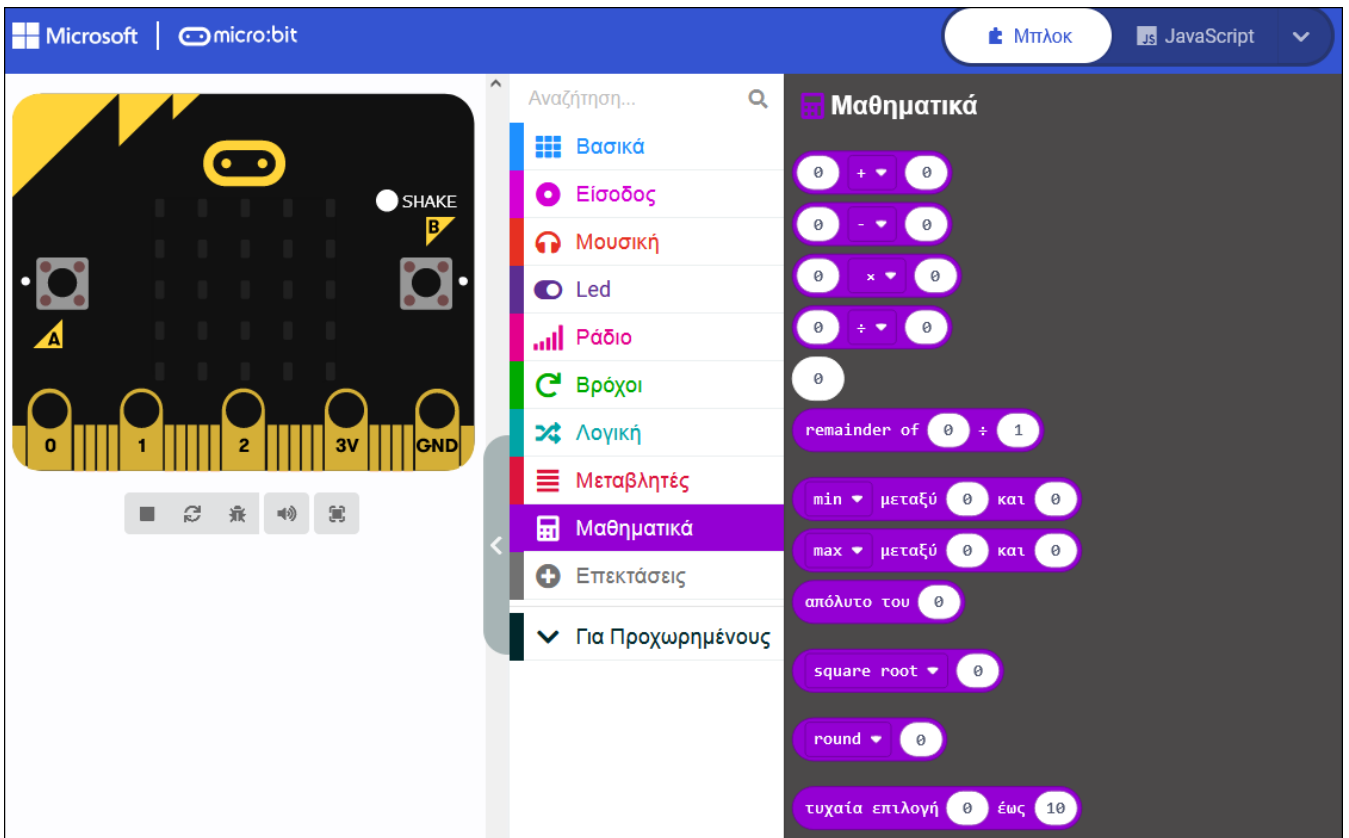 Microsoft | micro:bit
Μπλοκ
JS JavaScript
SHAKE
B
A
0 1 2 3V GND
Αναζήτηση...
Βασικά
Είσοδος
Μουσική
Led
Ράδιο
Βρόχοι
Λογική
Μεταβλητές
Μαθηματικά
Επεκτάσεις
Για Προχωρημένους
Μαθηματικά
0 + 0
0 - 0
0 × 0
0 ÷ 0
0
remainder of 0 ÷ 1
min μεταξύ 0 και 0
max μεταξύ 0 και 0
απόλυτο του 0
square root 0
round 0
τυχαία επιλογή 0 έως 10